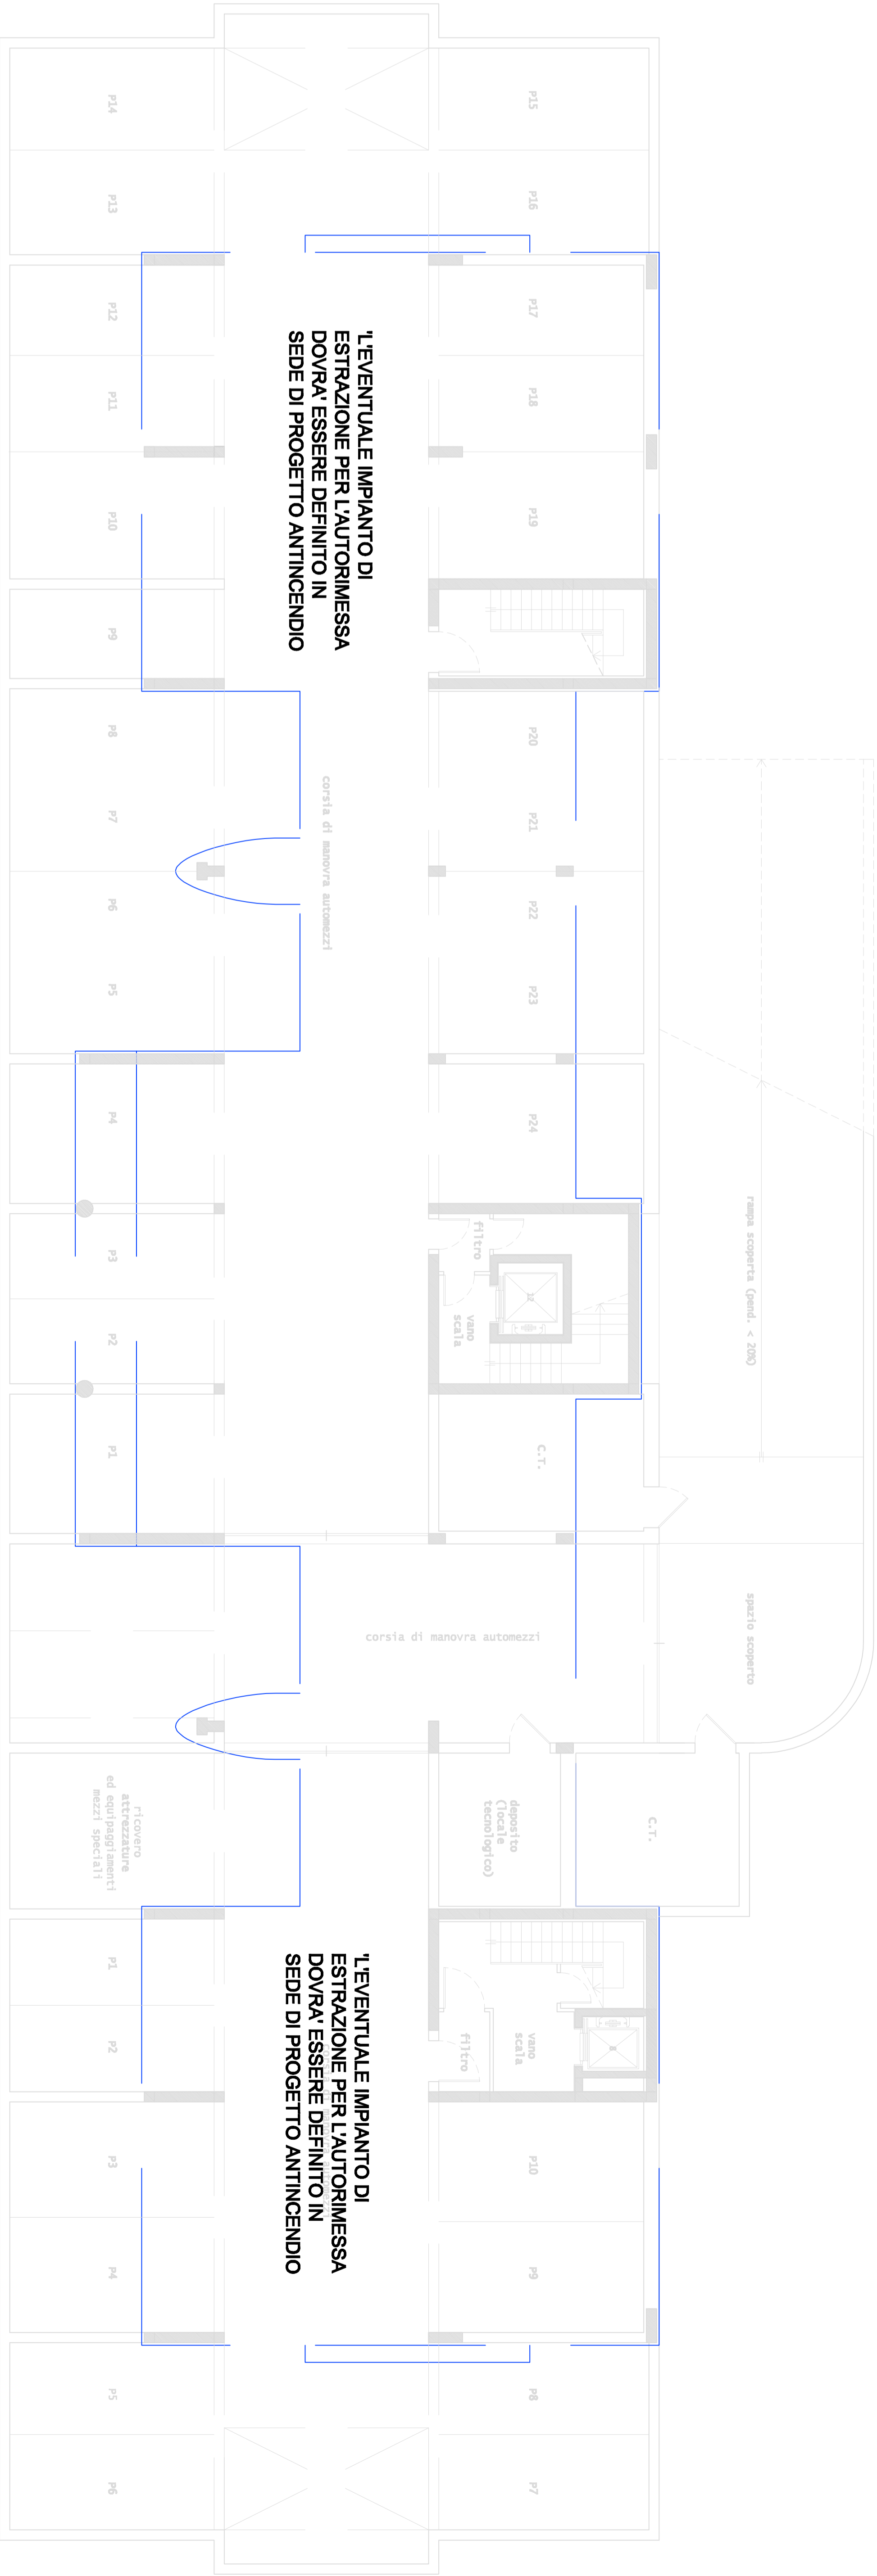 P14
P15
P13
P16
P12
P17
P11
P18
P10
P19
P9
P8
P20
P7
P21
P6
P22
P5
P23
P4
P24
P3
P2
P1
'L'EVENTUALE IMPIANTO DI
ESTRAZIONE PER L'AUTORIMESSA
DOVRA' ESSERE DEFINITO IN
SEDE DI PROGETTO ANTINCENDIO
corsia di manovra automezzi
filtro
vano
scala
C.T.
rampa scoperta (pend. < 20%)
spazio scoperto
corsia di manovra automezzi
ricovero
attrezzature
ed equipaggiamenti
mezzi speciali
deposito
(locale
tecnologico)
C.T.
P1
P2
filtro
vano
scala
'L'EVENTUALE IMPIANTO DI
ESTRAZIONE PER L'AUTORIMESSA
DOVRA' ESSERE DEFINITO IN
SEDE DI PROGETTO ANTINCENDIO
corsia di manovra automezzi
P3
P10
P4
P9
P5
P8
P6
P7